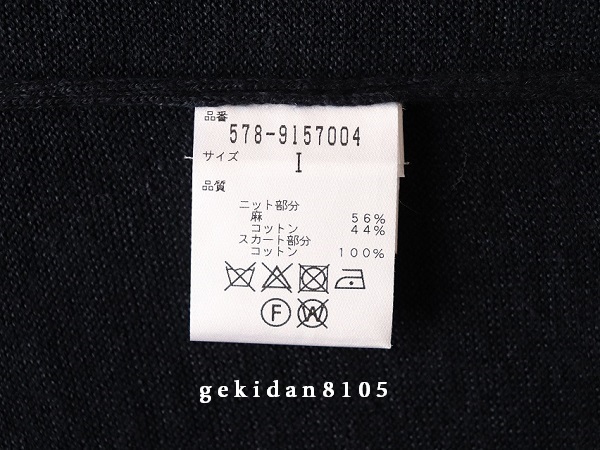 品番
578-9157004
サイズ
I
品質
ニット部分
麻 56%
コットン 44%
スカート部分
コットン 100%
F W
gekidan8105